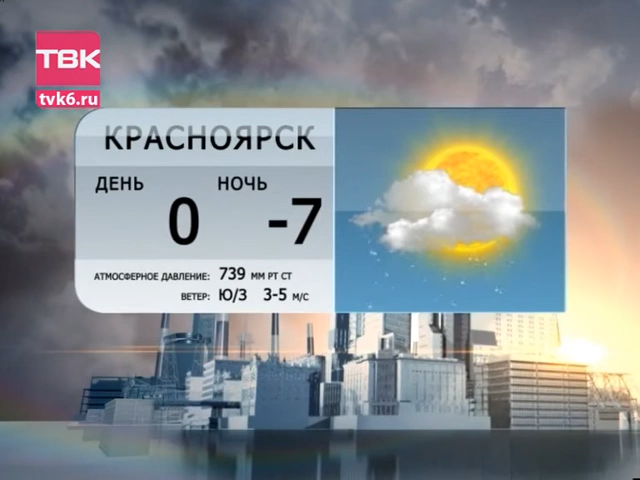 ТВК
tvk6.ru
КРАСНОЯРСК
ДЕНЬ НОЧЬ
0 -7
АТМОСФЕРНОЕ ДАВЛЕНИЕ: 739 ММ РТ СТ
ВЕТЕР: Ю/З 3-5 М/С